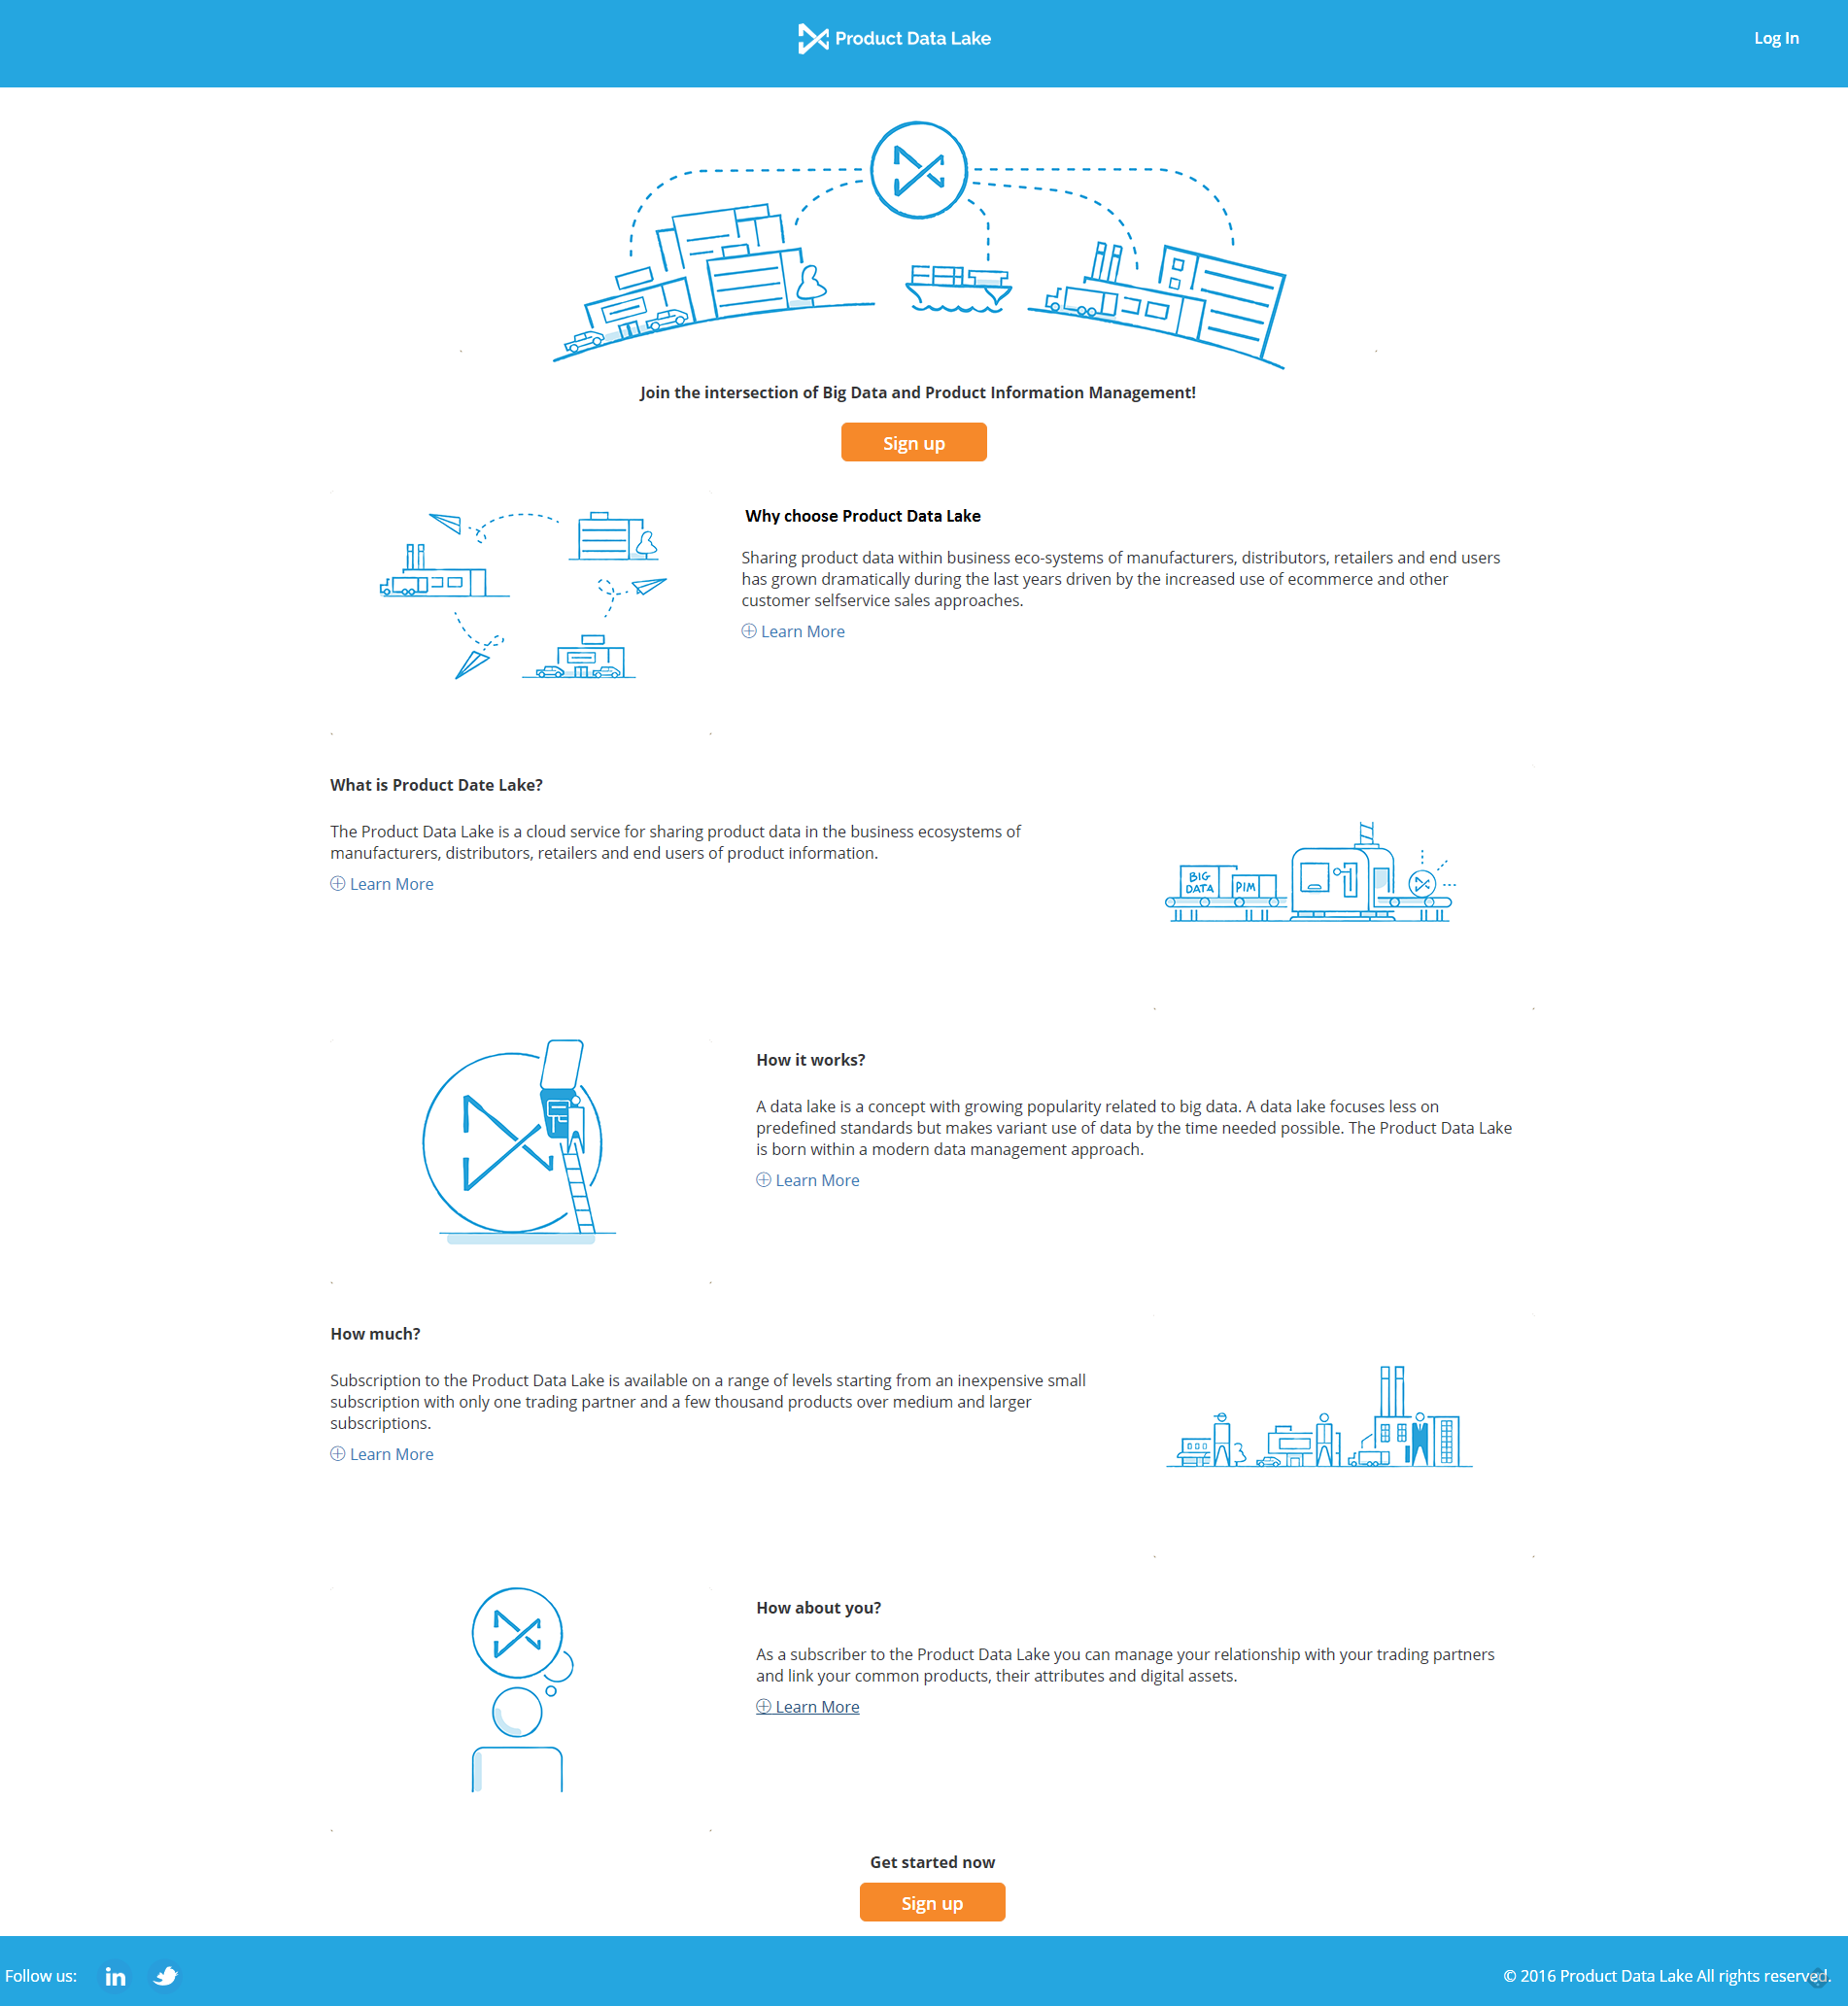 Product Data Lake
Log In
Join the intersection of Big Data and Product Information Management!
Sign up
Why choose Product Data Lake
Sharing product data within business eco-systems of manufacturers, distributors, retailers and end users
has grown dramatically during the last years driven by the increased use of ecommerce and other
customer selfservice sales approaches.
Learn More
What is Product Date Lake?
The Product Data Lake is a cloud service for sharing product data in the business ecosystems of
manufacturers, distributors, retailers and end users of product information.
Learn More
BIG
DATA
PIM
How it works?
A data lake is a concept with growing popularity related to big data. A data lake focuses less on
predefined standards but makes variant use of data by the time needed possible. The Product Data Lake
is born within a modern data management approach.
Learn More
How much?
Subscription to the Product Data Lake is available on a range of levels starting from an inexpensive small
subscription with only one trading partner and a few thousand products over medium and larger
subscriptions.
Learn More
How about you?
As a subscriber to the Product Data Lake you can manage your relationship with your trading partners
and link your common products, their attributes and digital assets.
Learn More
Get started now
Sign up
Follow us:
in
© 2016 Product Data Lake All rights reserved.